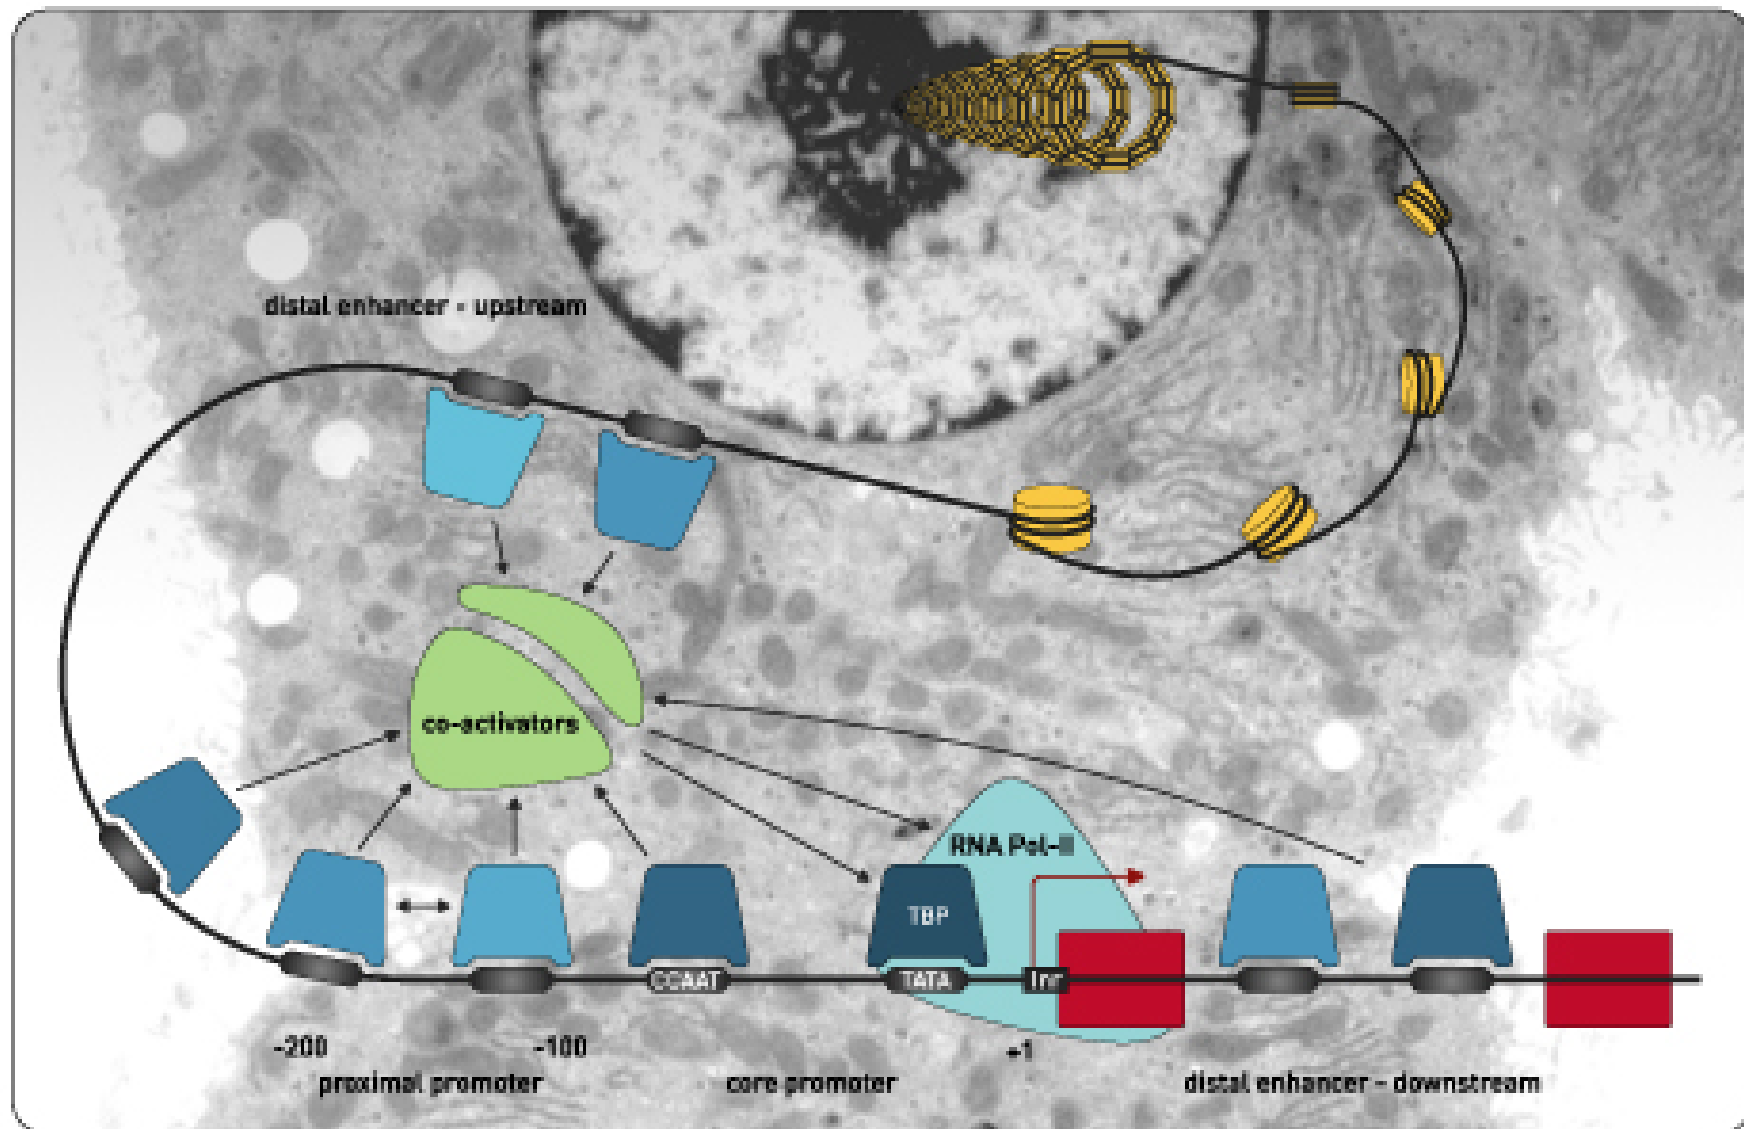 distal enhancer - upstream
co-activators
RNA Pol-II
TBP
CCAAT
TATA
Inr
-200
-100
+1
proximal promoter
core promoter
distal enhancer - downstream